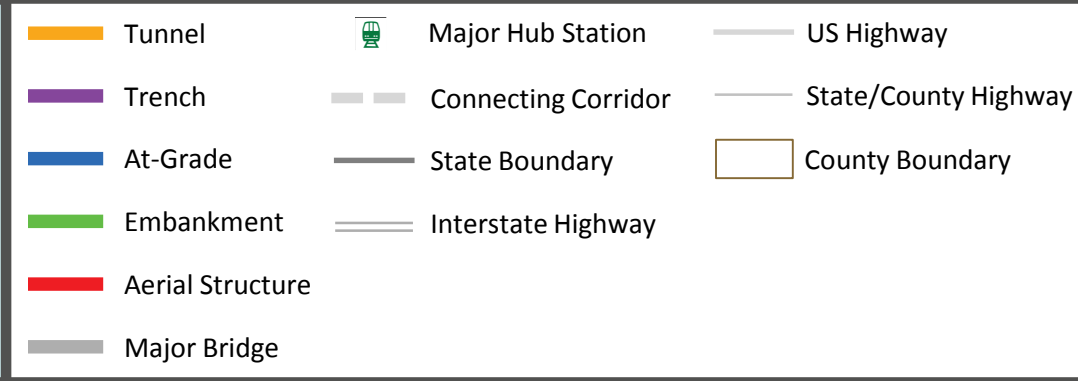 Tunnel
Trench
At-Grade
Embankment
Aerial Structure
Major Bridge
Major Hub Station
Connecting Corridor
State Boundary
Interstate Highway
US Highway
State/County Highway
County Boundary